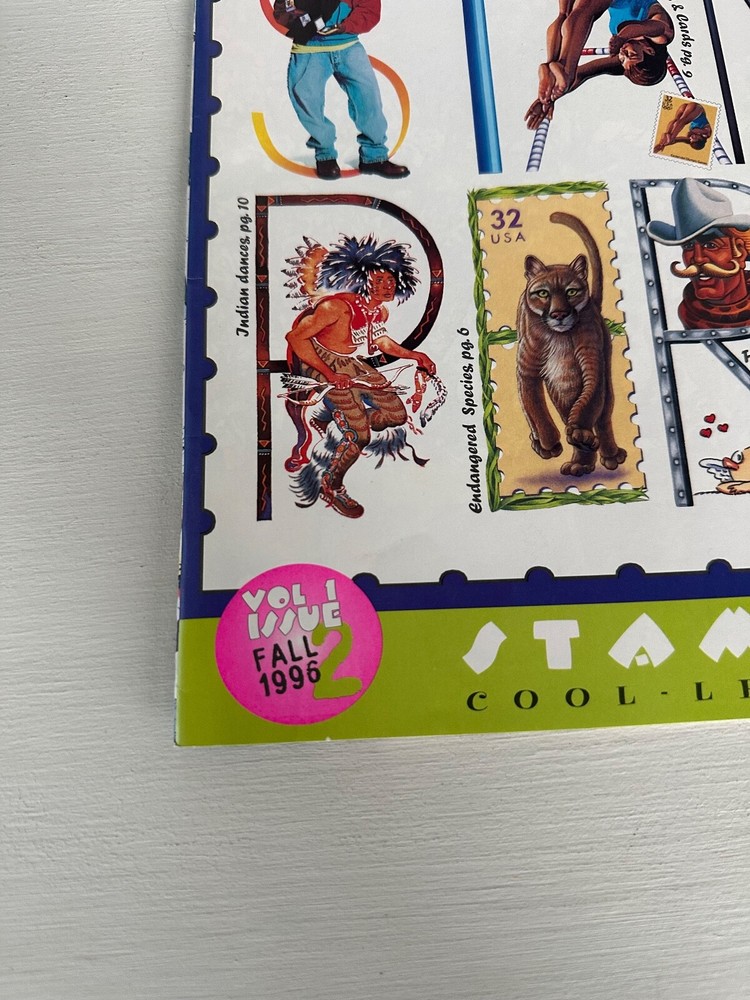 & Cards pg. 9
Indian dances, pg. 10
32
USA
Endangered Species, pg. 6
VOL 1
ISSUE
2
FALL
1996
STAM
COOL-LE